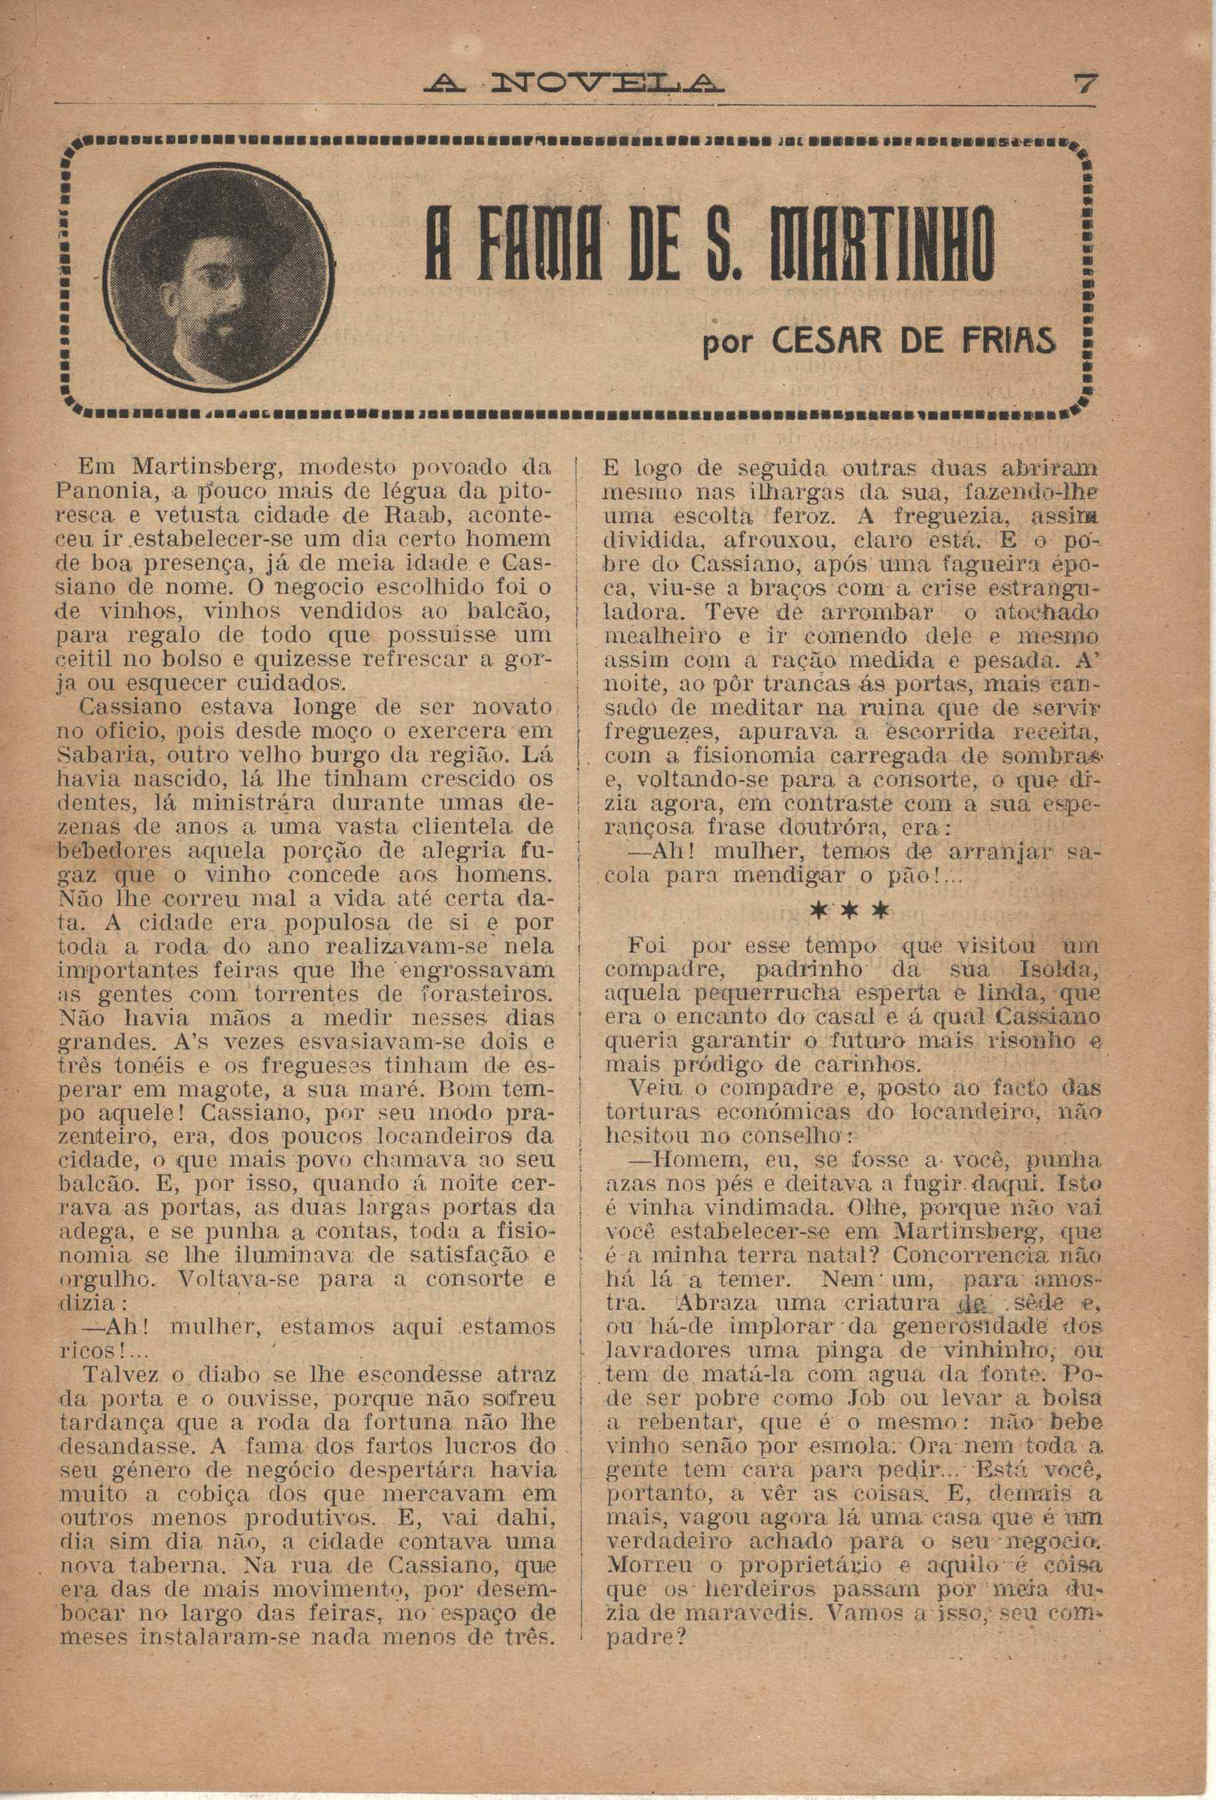 A NOVELA 7
A FAMA DE S. MARTINHO
por CESAR DE FRIAS
Em Martinsberg, modesto povoado da
Panonia, a pouco mais de légua da pito-
resca e vetusta cidade de Raab, aconte-
ceu ir estabelecer-se um dia certo homem
de boa presença, já de meia idade e Cas-
siano de nome. O negocio escolhido foi o
de vinhos, vinhos vendidos ao balcão,
para regalo de todo que possuisse um
ceitil no bolso e quizesse refrescar a gor-
ja ou esquecer cuidados.
Cassiano estava longe de ser novato
no oficio, pois desde moço o exercera em
Sabaria, outro velho burgo da região. Lá
havia nascido, lá lhe tinham crescido os
dentes, lá ministrára durante umas de-
zenas de anos a uma vasta clientela de
bebedores aquela porção de alegria fu-
gaz que o vinho concede aos homens.
Não lhe correu mal a vida até certa da-
ta. A cidade era populosa de si e por
toda a roda do ano realizavam-se nela
importantes feiras que lhe engrossavam
as gentes com torrentes de forasteiros.
Não havia mãos a medir nesses dias
grandes. A's vezes esvasiavam-se dois e
três tonéis e os fregueses tinham de es-
perar em magote, a sua maré. Bom tem-
po aquele! Cassiano, por seu modo pra-
zenteiro, era, dos poucos locandeiros da
cidade, o que mais povo chamava ao seu
balcão. E, por isso, quando á noite cer-
rava as portas, as duas largas portas da
adega, e se punha a contas, toda a fisio-
nomia se lhe iluminava de satisfação e
orgulho. Voltava-se para a consorte e
dizia:
—Ah! mulher, estamos aqui estamos
ricos!...
Talvez o diabo se lhe escondesse atraz
da porta e o ouvisse, porque não sofreu
tardança que a roda da fortuna não lhe
desandasse. A fama dos fartos lucros do
seu género de negócio despertára havia
muito a cobiça dos que mercavam em
outros menos produtivos. E, vai dahi,
dia sim dia não, a cidade contava uma
nova taberna. Na rua de Cassiano, que
era das de mais movimento, por desem-
bocar no largo das feiras, no espaço de
meses instalaram-se nada menos de três.
E logo de seguida outras duas abriram
mesmo nas ilhargas da sua, fazendo-lhe
uma escolta feroz. A freguezia, assim
dividida, afrouxou, claro está. E o po-
bre do Cassiano, após uma fagueira épo-
ca, viu-se a braços com a crise estrangu-
ladora. Teve de arrombar o atochado
mealheiro e ir comendo dele e mesmo
assim com a ração medida e pesada. A'
noite, ao pôr trancas ás portas, mais can-
sado de meditar na ruina que de servir
freguezes, apurava a escorrida receita,
com a fisionomia carregada de sombras
e, voltando-se para a consorte, o que di-
zia agora, em contraste com a sua espe-
rançosa frase doutróra, era:
—Ah! mulher, temos de arranjar sa-
cola para mendigar o pão!...
* * *
Foi por esse tempo que visitou um
compadre, padrinho da sua Isolda,
aquela pequerrucha esperta e linda, que
era o encanto do casal e á qual Cassiano
queria garantir o futuro mais risonho e
mais pródigo de carinhos.
Veiu o compadre e, posto ao facto das
torturas económicas do locandeiro, não
hesitou no conselho:
—Homem, eu, se fosse a você, punha
azas nos pés e deitava a fugir daqui. Isto
é vinha vindimada. Olhe, porque não vai
você estabelecer-se em Martinsberg, que
é a minha terra natal? Concorrencia não
há lá a temer. Nem um, para amos-
tra. Abraza uma criatura de sêde e,
ou há-de implorar da generosidade dos
lavradores uma pinga de vinhinho, ou
tem de matá-la com agua da fonte. Po-
de ser pobre como Job ou levar a bolsa
a rebentar, que é o mesmo: não bebe
vinho senão por esmola. Ora nem toda a
gente tem cara para pedir... Está você,
portanto, a vêr as coisas. E, demais a
mais, vagou agora lá uma casa que é um
verdadeiro achado para o seu negocio.
Morreu o proprietário e aquilo é coisa
que os herdeiros passam por meia du-
zia de maravedis. Vamos a isso, seu com-
padre?